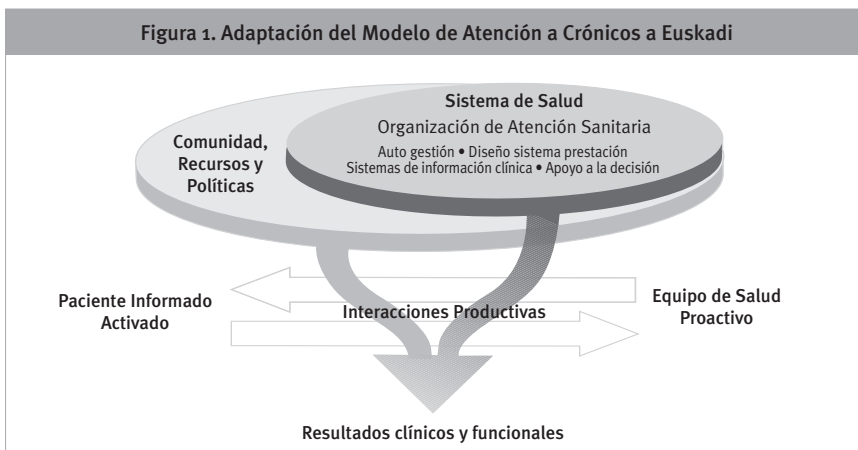 Figura 1. Adaptación del Modelo de Atención a Crónicos a Euskadi
Sistema de Salud
Organización de Atención Sanitaria
Auto gestión • Diseño sistema prestación
Sistemas de información clínica • Apoyo a la decisión
Comunidad,
Recursos y
Políticas
Paciente Informado
Activado
Interacciones Productivas
Equipo de Salud
Proactivo
Resultados clínicos y funcionales